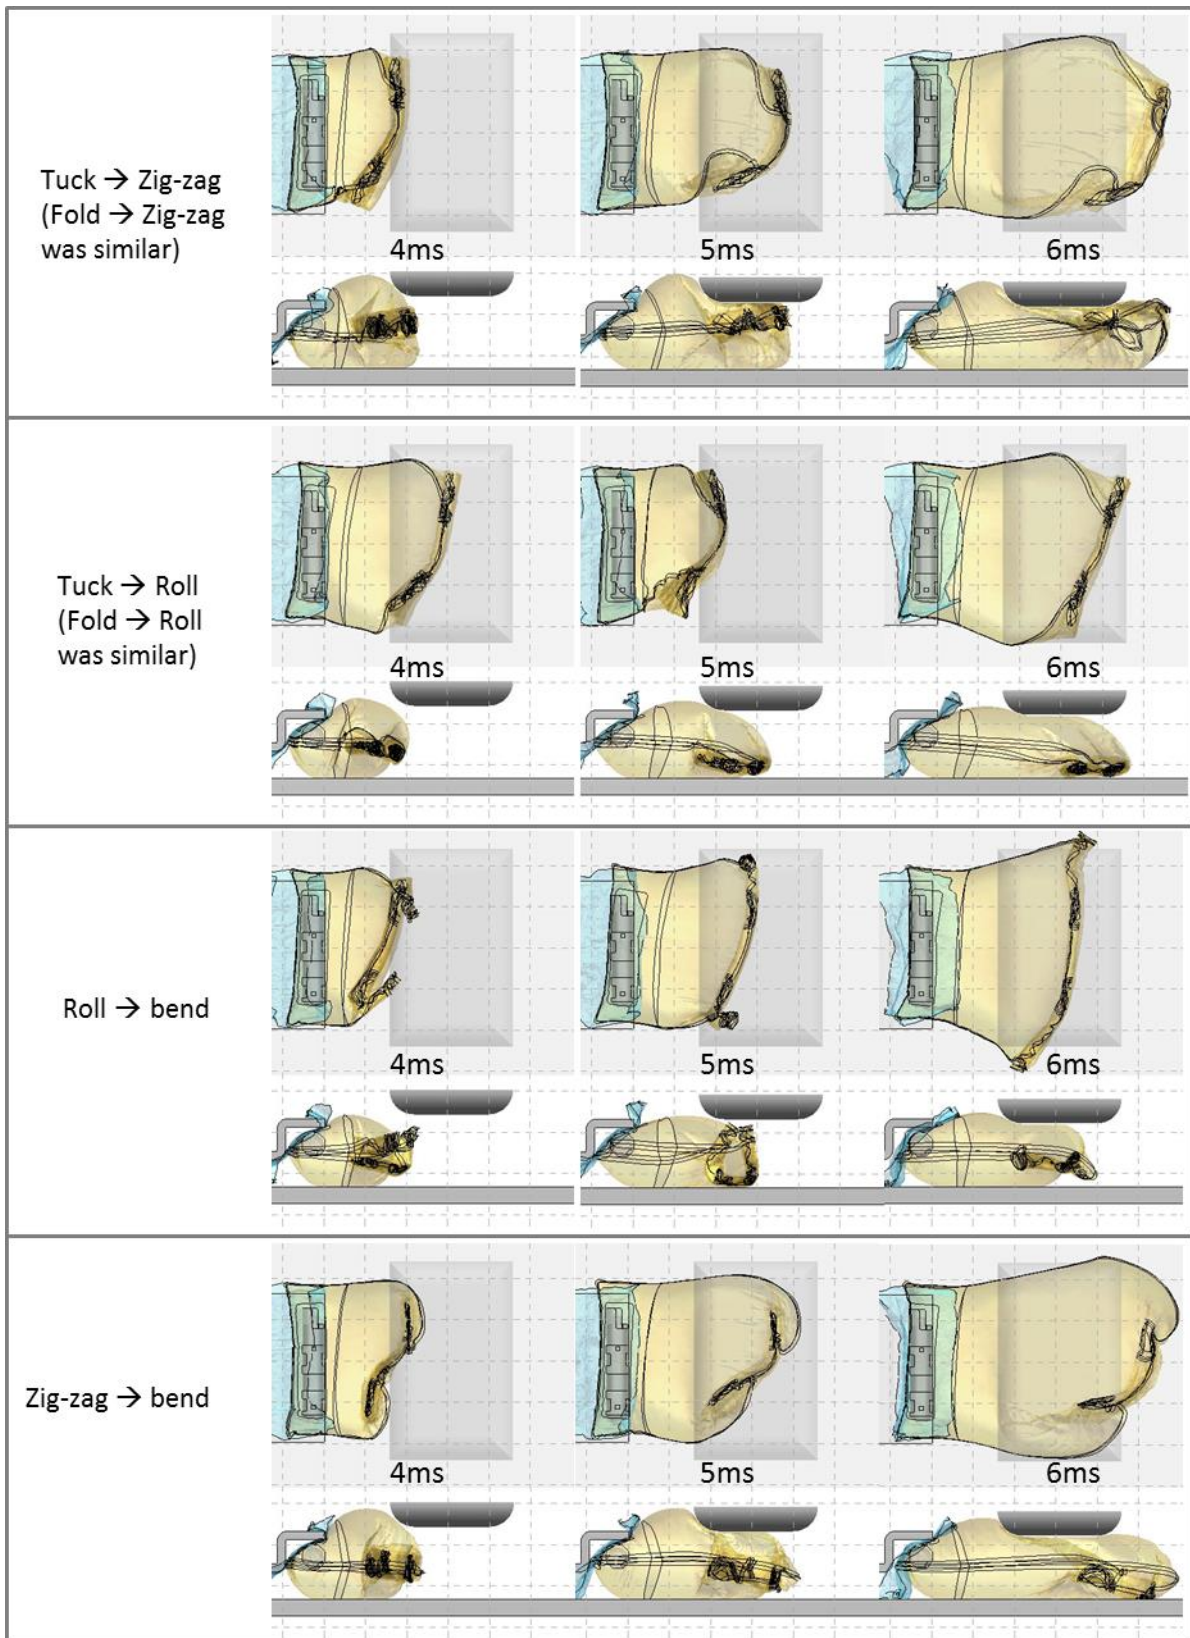 Tuck → Zig-zag
(Fold → Zig-zag
was similar)
4ms
5ms
6ms
Tuck → Roll
(Fold → Roll
was similar)
4ms
5ms
6ms
Roll → bend
4ms
5ms
6ms
Zig-zag → bend
4ms
5ms
6ms